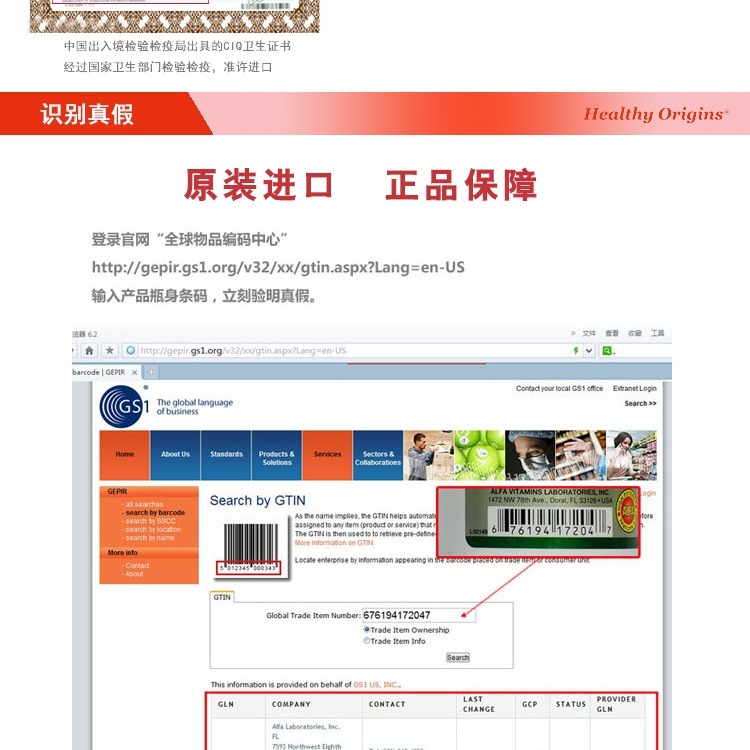 中国出入境检验检疫局出具的CIQ卫生证书
经过国家卫生部门检验检疫，准许进口
识别真假
Healthy Origins®
原装进口 正品保障
登录官网“全球物品编码中心”
http://gepir.gs1.org/v32/xx/gtin.aspx?Lang=en-US
输入产品瓶身条码，立刻验明真假。
览器 6.2
» 文件 查看 收藏 工具
http://gepir.gs1.org/v32/xx/gtin.aspx?Lang=en-US
barcode | GEPIR
GS1
The global language
of business
Contact your local GS1 office Extranet Login
Search >>
Home About Us Standards Products & Solutions Services Sectors & Collaborations
GEPIR
- all searches
- search by barcode
- search by SSCC
- search by location
- search by name
More info
- Contact
- About
Search by GTIN
Login
ALFA VITAMINS LABORATORIES, INC.
1472 NW 78th Ave., Doral, FL 33126 • USA
6 76194 17204 7
5 012345 000343
As the name implies, the GTIN helps automate
assigned to any item (product or service) that
The GTIN is then used to to retrieve pre-define
More Information on GTIN.
Locate enterprise by information appearing in the barcode placed on trade item or consumer unit.
GTIN
Global Trade Item Number: 676194172047
Trade Item Ownership
Trade Item Info
Search
This information is provided on behalf of GS1 US, INC..
GLN COMPANY CONTACT LAST CHANGE GCP STATUS PROVIDER GLN
Alfa Laboratories, Inc.
FL
7593 Northwest Eighth